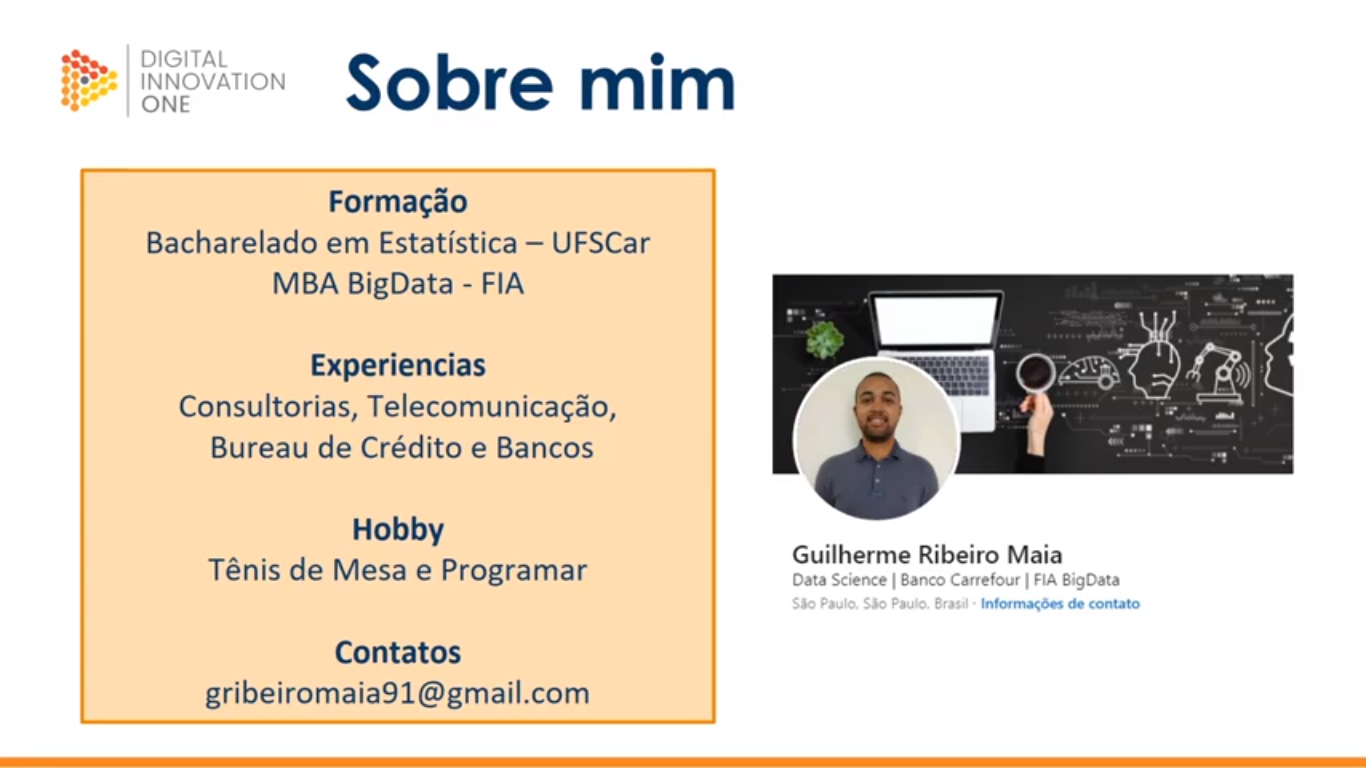 DIGITAL
INNOVATION
ONE
Sobre mim
Formação
Bacharelado em Estatística – UFSCar
MBA BigData - FIA
Experiencias
Consultorias, Telecomunicação,
Bureau de Crédito e Bancos
Hobby
Tênis de Mesa e Programar
Contatos
gribeiromaia91@gmail.com
Guilherme Ribeiro Maia
Data Science | Banco Carrefour | FIA BigData
São Paulo, São Paulo, Brasil · Informações de contato